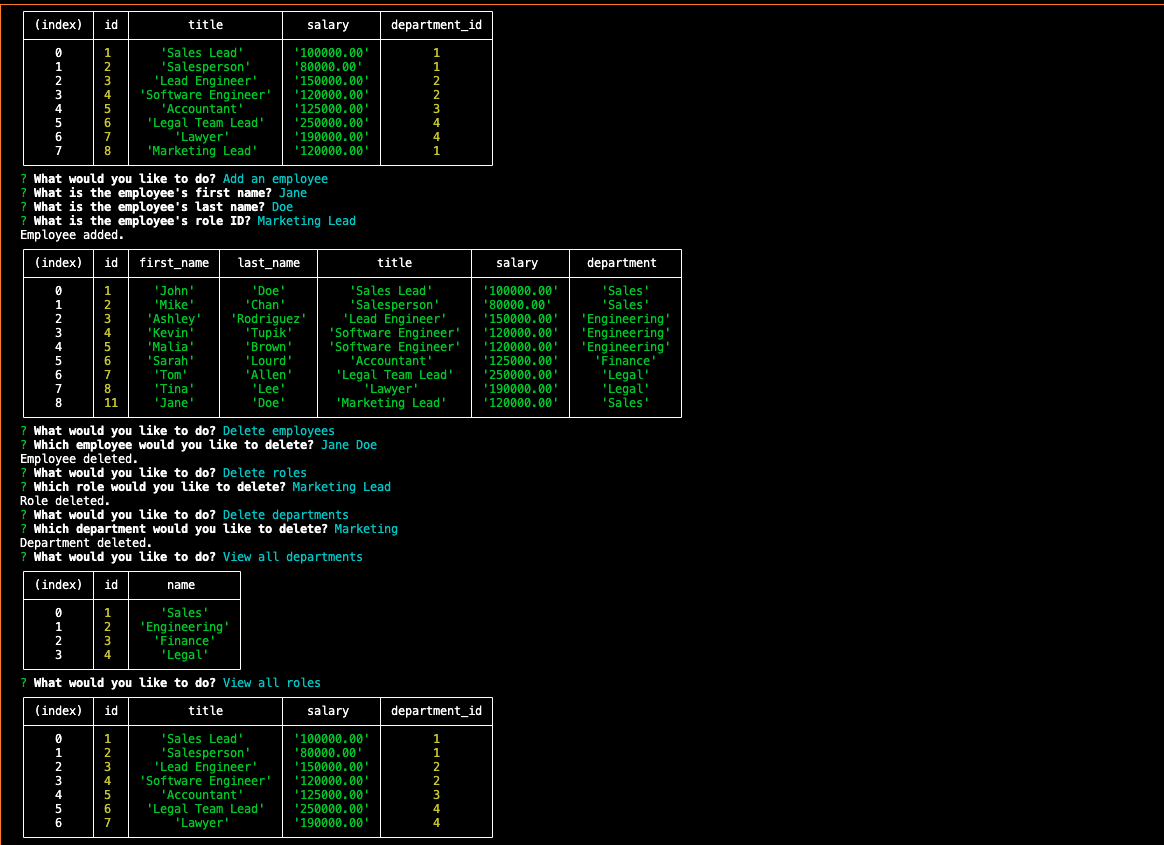 (index) id title salary department_id
0 1 'Sales Lead' '100000.00' 1
1 2 'Salesperson' '80000.00' 1
2 3 'Lead Engineer' '150000.00' 2
3 4 'Software Engineer' '120000.00' 2
4 5 'Accountant' '125000.00' 3
5 6 'Legal Team Lead' '250000.00' 4
6 7 'Lawyer' '190000.00' 4
7 8 'Marketing Lead' '120000.00' 1
? What would you like to do? Add an employee
? What is the employee's first name? Jane
? What is the employee's last name? Doe
? What is the employee's role ID? Marketing Lead
Employee added.
(index) id first_name last_name title salary department
0 1 'John' 'Doe' 'Sales Lead' '100000.00' 'Sales'
1 2 'Mike' 'Chan' 'Salesperson' '80000.00' 'Sales'
2 3 'Ashley' 'Rodriguez' 'Lead Engineer' '150000.00' 'Engineering'
3 4 'Kevin' 'Tupik' 'Software Engineer' '120000.00' 'Engineering'
4 5 'Malia' 'Brown' 'Software Engineer' '120000.00' 'Engineering'
5 6 'Sarah' 'Lourd' 'Accountant' '125000.00' 'Finance'
6 7 'Tom' 'Allen' 'Legal Team Lead' '250000.00' 'Legal'
7 8 'Tina' 'Lee' 'Lawyer' '190000.00' 'Legal'
8 11 'Jane' 'Doe' 'Marketing Lead' '120000.00' 'Sales'
? What would you like to do? Delete employees
? Which employee would you like to delete? Jane Doe
Employee deleted.
? What would you like to do? Delete roles
? Which role would you like to delete? Marketing Lead
Role deleted.
? What would you like to do? Delete departments
? Which department would you like to delete? Marketing
Department deleted.
? What would you like to do? View all departments
(index) id name
0 1 'Sales'
1 2 'Engineering'
2 3 'Finance'
3 4 'Legal'
? What would you like to do? View all roles
(index) id title salary department_id
0 1 'Sales Lead' '100000.00' 1
1 2 'Salesperson' '80000.00' 1
2 3 'Lead Engineer' '150000.00' 2
3 4 'Software Engineer' '120000.00' 2
4 5 'Accountant' '125000.00' 3
5 6 'Legal Team Lead' '250000.00' 4
6 7 'Lawyer' '190000.00' 4